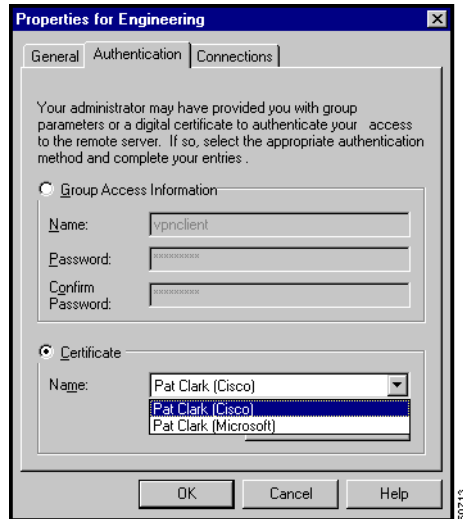 Properties for Engineering
General Authentication Connections
Your administrator may have provided you with group
parameters or a digital certificate to authenticate your access
to the remote server. If so, select the appropriate authentication
method and complete your entries .
Group Access Information
Name: vpnclient
Password: ×××××××××
Confirm
Password: ×××××××××
Certificate
Name: Pat Clark (Cisco)
Pat Clark (Cisco)
Pat Clark (Microsoft)
OK Cancel Help